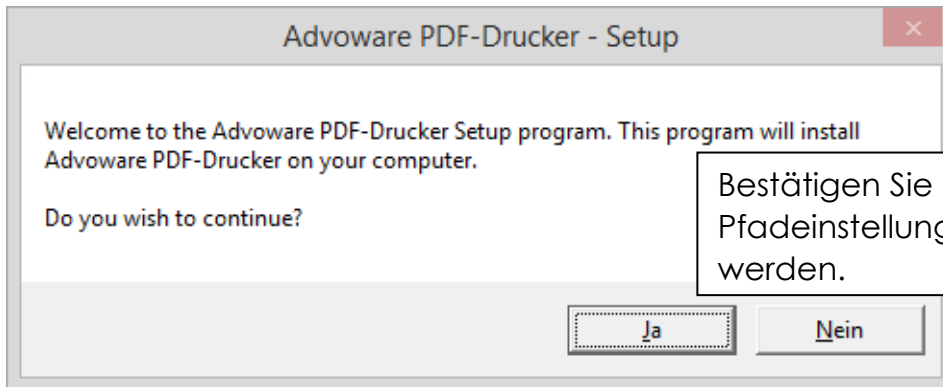 Advoware PDF-Drucker - Setup
Welcome to the Advoware PDF-Drucker Setup program. This program will install
Advoware PDF-Drucker on your computer.
Do you wish to continue?
Bestätigen Sie
Pfadeinstellung
werden.
Ja
Nein